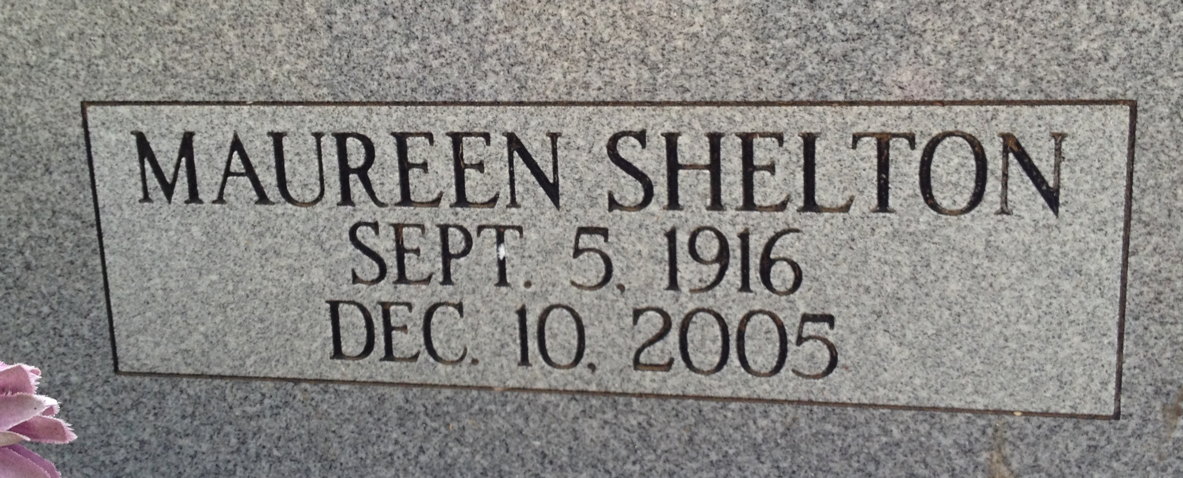 MAUREEN SHELTON
SEPT. 5, 1916
DEC. 10, 2005